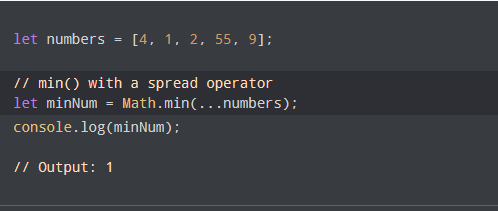 let numbers = [4, 1, 2, 55, 9];
// min() with a spread operator
let minNum = Math.min(...numbers);
console.log(minNum);
// Output: 1